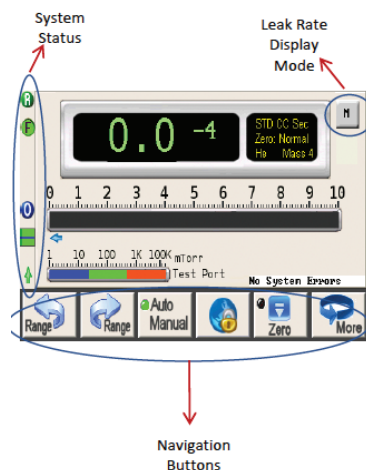 System
Status
Leak Rate
Display
Mode
R
F
M
0.0 -4
STD CC Sec
Zero: Normal
He Mass 4
0 1 2 3 4 5 6 7 8 9 10
O
1 10 100 1K 100K mTorr
Test Port
No System Errors
Range
Range
Auto
Manual
Zero
More
Navigation
Buttons